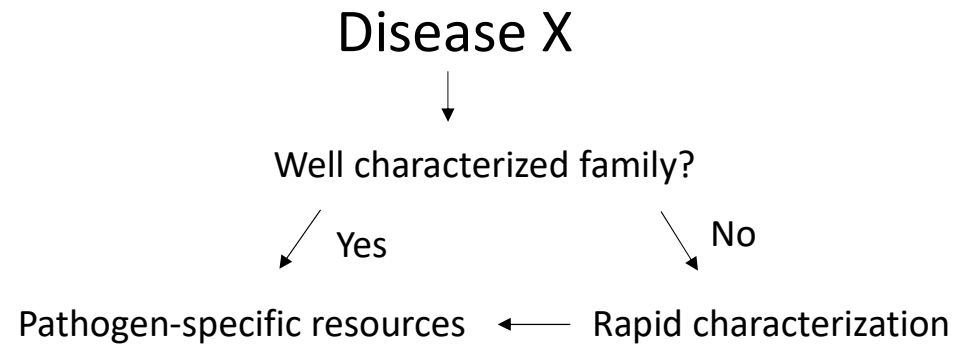 Disease X
Well characterized family?
Yes
No
Pathogen-specific resources
Rapid characterization